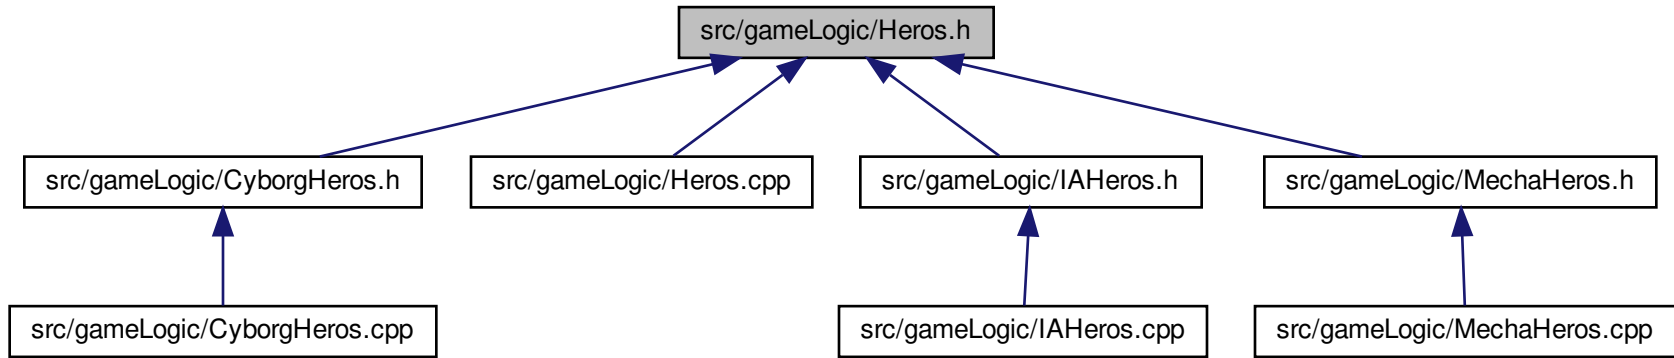 src/gameLogic/Heros.h
src/gameLogic/CyborgHeros.h
src/gameLogic/Heros.cpp
src/gameLogic/IAHeros.h
src/gameLogic/MechaHeros.h
src/gameLogic/CyborgHeros.cpp
src/gameLogic/IAHeros.cpp
src/gameLogic/MechaHeros.cpp